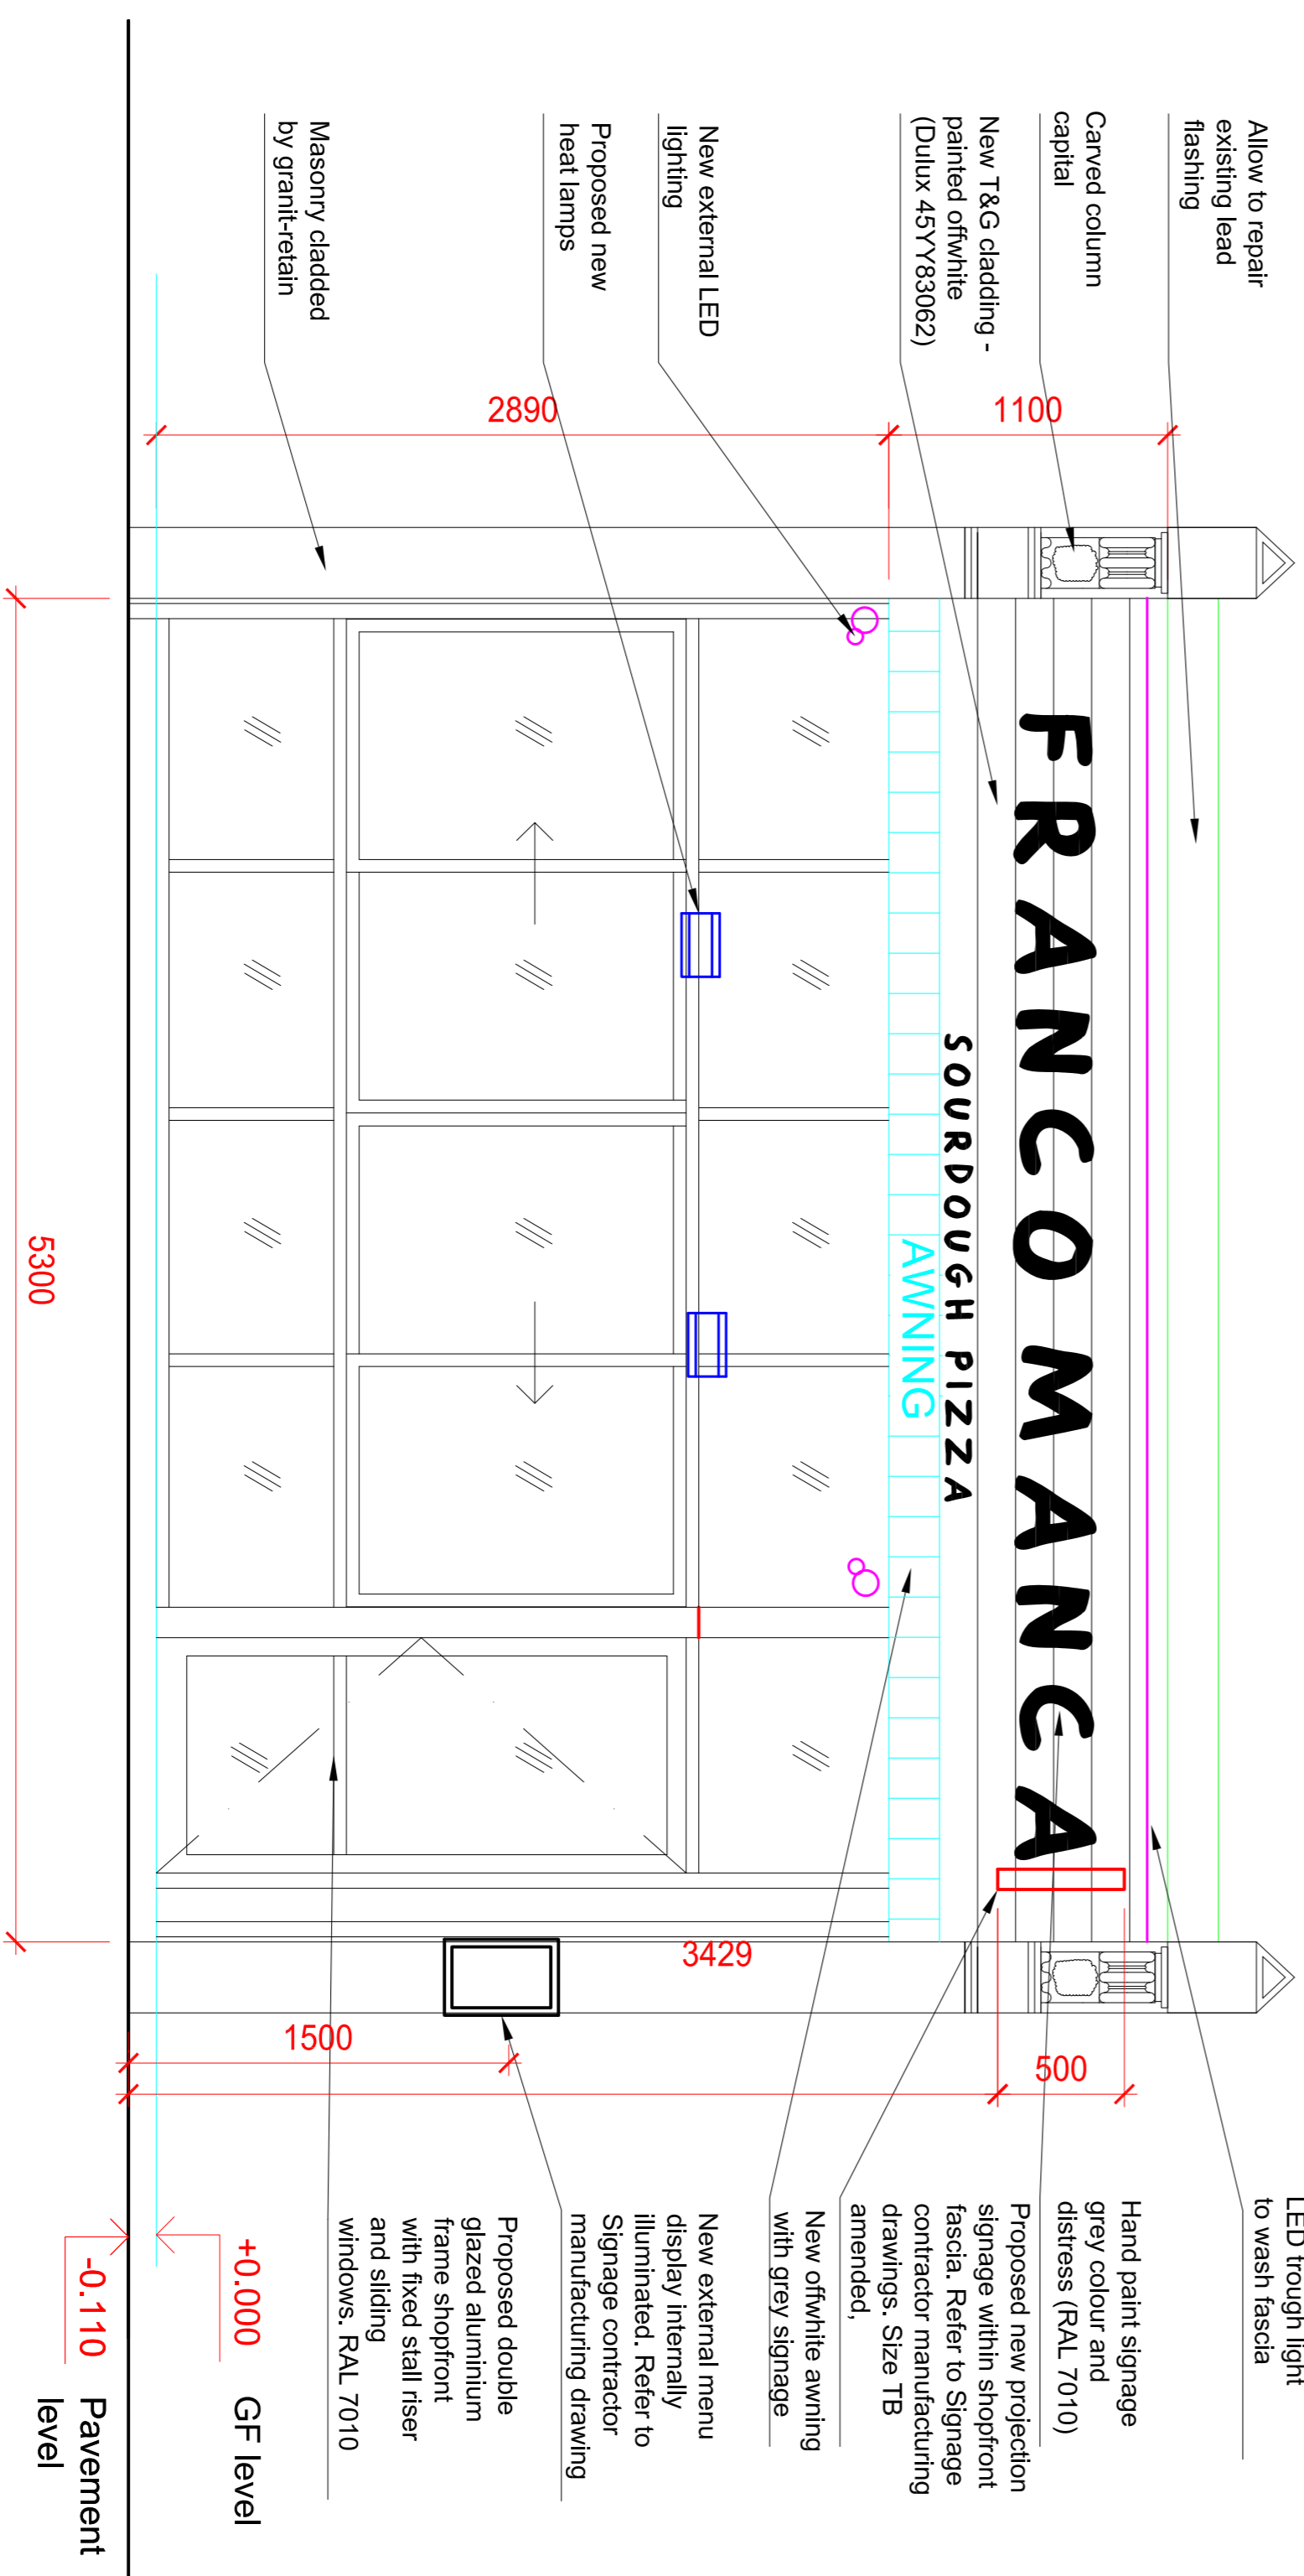 Allow to repair
existing lead
flashing
Carved column
capital
New T&G cladding -
painted offwhite
(Dulux 45YY83062)
New external LED
lighting
Proposed new
heat lamps
Masonry cladded
by granit-retain
1100
2890
FRANCO MANCA
SOURDOUGH PIZZA
AWNING
5300
3429
500
1500
LED trough light
to wash fascia
Hand paint signage
grey colour and
distress (RAL 7010)
Proposed new projection
signage within shopfront
fascia. Refer to Signage
contractor manufacturing
drawings. Size TB
amended,
New offwhite awning
with grey signage
New external menu
display internally
illuminated. Refer to
Signage contractor
manufacturing drawing
Proposed double
glazed aluminium
frame shopfront
with fixed stall riser
and sliding
windows. RAL 7010
+0.000 GF level
-0.110 Pavement
level